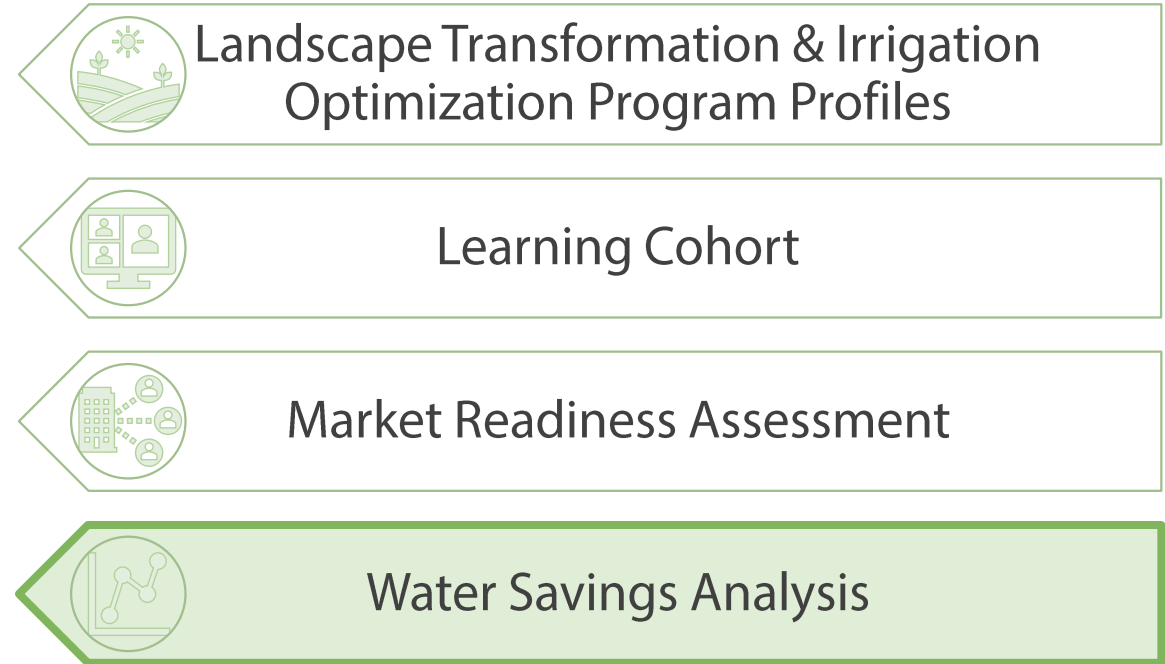 Landscape Transformation & Irrigation
Optimization Program Profiles
Learning Cohort
Market Readiness Assessment
Water Savings Analysis